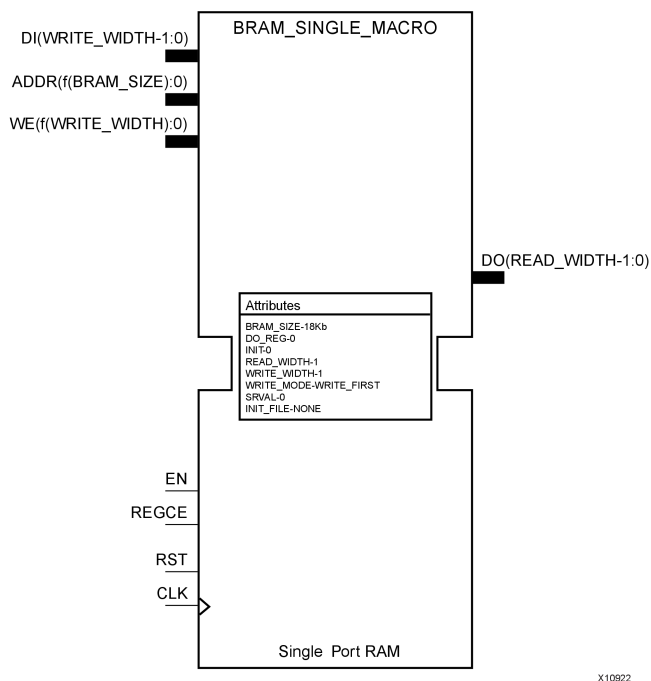 BRAM_SINGLE_MACRO
DI(WRITE_WIDTH-1:0)
ADDR(f(BRAM_SIZE):0)
WE(f(WRITE_WIDTH):0)
DO(READ_WIDTH-1:0)
Attributes
BRAM_SIZE-18Kb
DO_REG-0
INIT-0
READ_WIDTH-1
WRITE_WIDTH-1
WRITE_MODE-WRITE_FIRST
SRVAL-0
INIT_FILE-NONE
EN
REGCE
RST
CLK
Single Port RAM
X10922